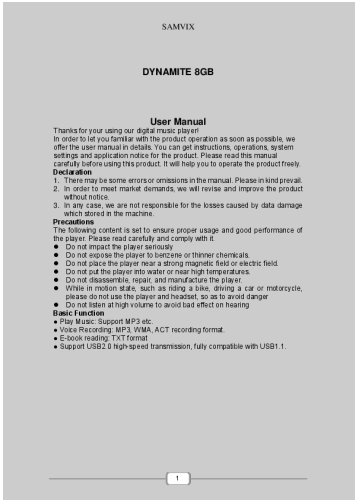 SAMVIX
DYNAMITE 8GB
User Manual
Thanks for your using our digital music player!
In order to let you familiar with the product operation as soon as possible, we
offer the user manual in details. You can get instructions, operations, system
settings and application notice for the product. Please read this manual
carefully before using this product. It will help you to operate the product freely.
Declaration
1. There may be some errors or omissions in the manual. Please in kind prevail.
2. In order to meet market demands, we will revise and improve the product
without notice.
3. In any case, we are not responsible for the losses caused by data damage
which stored in the machine.
Precautions
The following content is set to ensure proper usage and good performance of
the player. Please read carefully and comply with it.
● Do not impact the player seriously
● Do not expose the player to benzene or thinner chemicals.
● Do not place the player near a strong magnetic field or electric field.
● Do not put the player into water or near high temperatures.
● Do not disassemble, repair, and manufacture the player.
● While in motion state, such as riding a bike, driving a car or motorcycle,
please do not use the player and headset, so as to avoid danger
● Do not listen at high volume to avoid bad effect on hearing
Basic Function
● Play Music: Support MP3 etc.
● Voice Recording: MP3, WMA, ACT recording format.
● E-book reading: TXT format
● Support USB2.0 high-speed transmission, fully compatible with USB1.1.
1